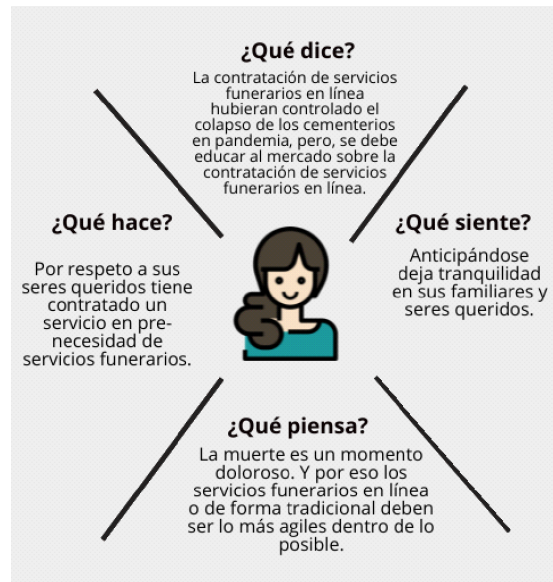 ¿Qué dice?
La contratación de servicios
funerarios en línea
hubieran controlado el
colapso de los cementerios
en pandemia, pero, se debe
educar al mercado sobre la
contratación de servicios
funerarios en línea.
¿Qué hace?
Por respeto a sus
seres queridos tiene
contratado un
servicio en pre-
necesidad de
servicios funerarios.
¿Qué siente?
Anticipándose
deja tranquilidad
en sus familiares y
seres queridos.
¿Qué piensa?
La muerte es un momento
doloroso. Y por eso los
servicios funerarios en línea
o de forma tradicional deben
ser lo más agiles dentro de lo
posible.